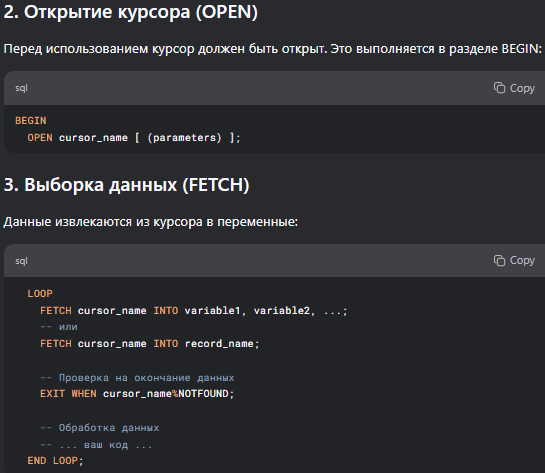 2. Открытие курсора (OPEN)
Перед использованием курсор должен быть открыт. Это выполняется в разделе BEGIN:
sql
Copy
BEGIN
  OPEN cursor_name [ (parameters) ];
3. Выборка данных (FETCH)
Данные извлекаются из курсора в переменные:
sql
Copy
  LOOP
    FETCH cursor_name INTO variable1, variable2, ...;
    -- или
    FETCH cursor_name INTO record_name;

    -- Проверка на окончание данных
    EXIT WHEN cursor_name%NOTFOUND;

    -- Обработка данных
    -- ... ваш код ...
  END LOOP;